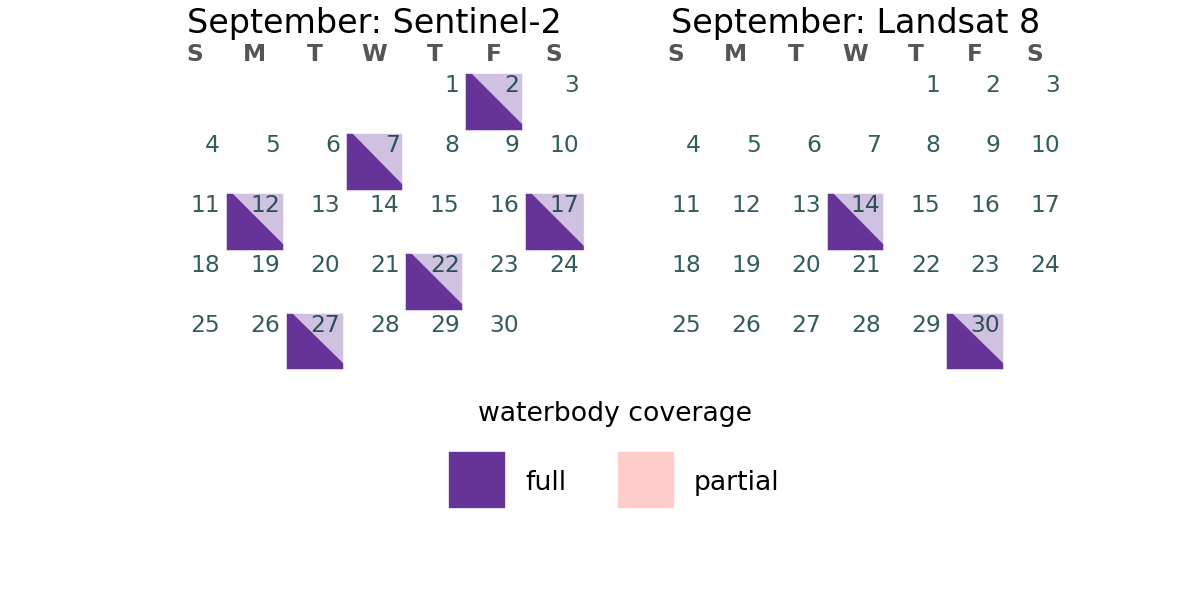 September: Sentinel-2
S M T W T F S
1 2 3
4 5 6 7 8 9 10
11 12 13 14 15 16 17
18 19 20 21 22 23 24
25 26 27 28 29 30
September: Landsat 8
S M T W T F S
1 2 3
4 5 6 7 8 9 10
11 12 13 14 15 16 17
18 19 20 21 22 23 24
25 26 27 28 29 30
waterbody coverage
full partial